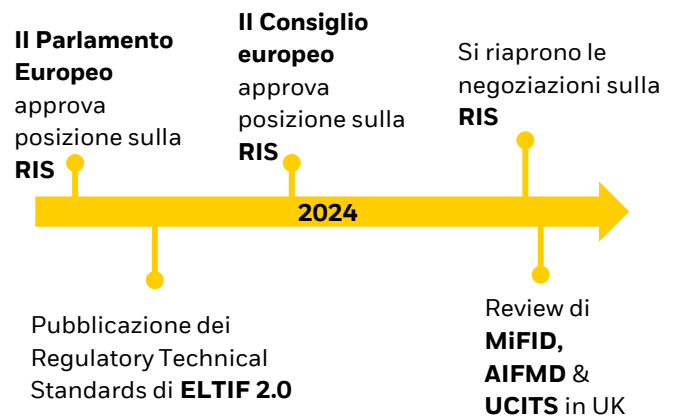 Il Parlamento
Europeo
approva
posizione sulla
RIS
Il Consiglio
europeo
approva
posizione sulla
RIS
Si riaprono le
negoziazioni sulla
RIS
2024
Pubblicazione dei
Regulatory Technical
Standards di ELTIF 2.0
Review di
MiFID,
AIFMD &
UCITS in UK